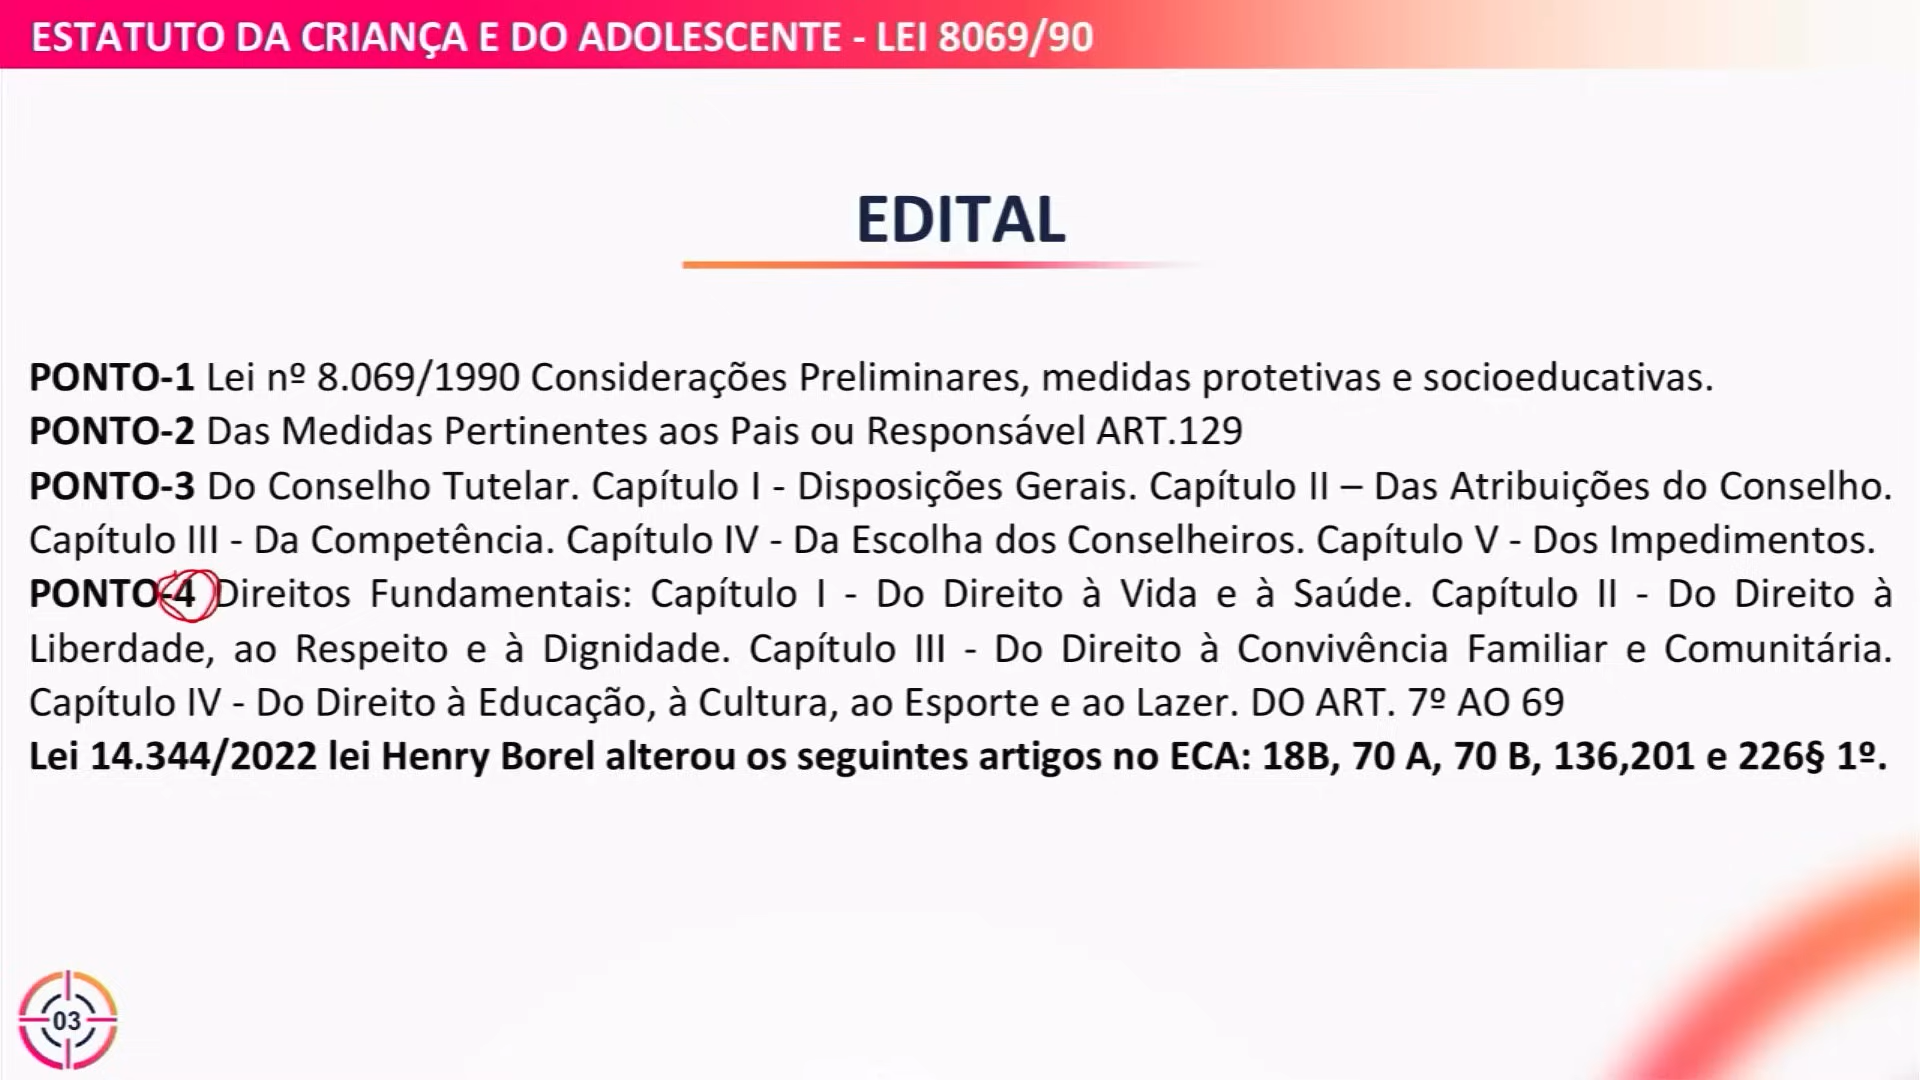 ESTATUTO DA CRIANÇA E DO ADOLESCENTE - LEI 8069/90
EDITAL
PONTO-1 Lei nº 8.069/1990 Considerações Preliminares, medidas protetivas e socioeducativas.
PONTO-2 Das Medidas Pertinentes aos Pais ou Responsável ART.129
PONTO-3 Do Conselho Tutelar. Capítulo I - Disposições Gerais. Capítulo II – Das Atribuições do Conselho.
Capítulo III - Da Competência. Capítulo IV - Da Escolha dos Conselheiros. Capítulo V - Dos Impedimentos.
PONTO-4 Direitos Fundamentais: Capítulo I - Do Direito à Vida e à Saúde. Capítulo II - Do Direito à
Liberdade, ao Respeito e à Dignidade. Capítulo III - Do Direito à Convivência Familiar e Comunitária.
Capítulo IV - Do Direito à Educação, à Cultura, ao Esporte e ao Lazer. DO ART. 7º AO 69
Lei 14.344/2022 lei Henry Borel alterou os seguintes artigos no ECA: 18B, 70 A, 70 B, 136,201 e 226§ 1º.
03